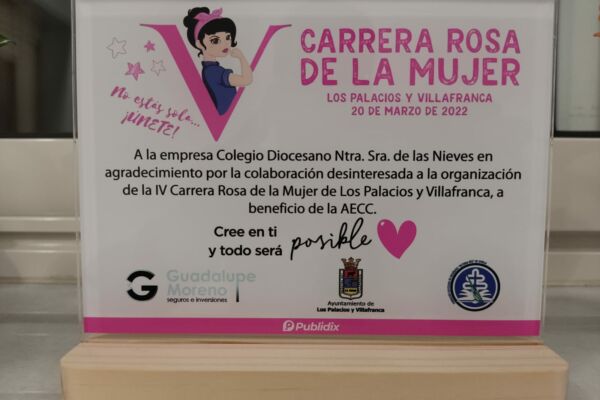 V
CARRERA ROSA
DE LA MUJER
LOS PALACIOS Y VILLAFRANCA
20 DE MARZO DE 2022
No estás sola...
¡ÚNETE!
A la empresa Colegio Diocesano Ntra. Sra. de las Nieves en
agradecimiento por la colaboración desinteresada a la organización
de la IV Carrera Rosa de la Mujer de Los Palacios y Villafranca, a
beneficio de la AECC.
Cree en ti
y todo será posible
Guadalupe
Moreno
seguros e inversiones
Ayuntamiento de
Los Palacios y Villafranca
Publidix